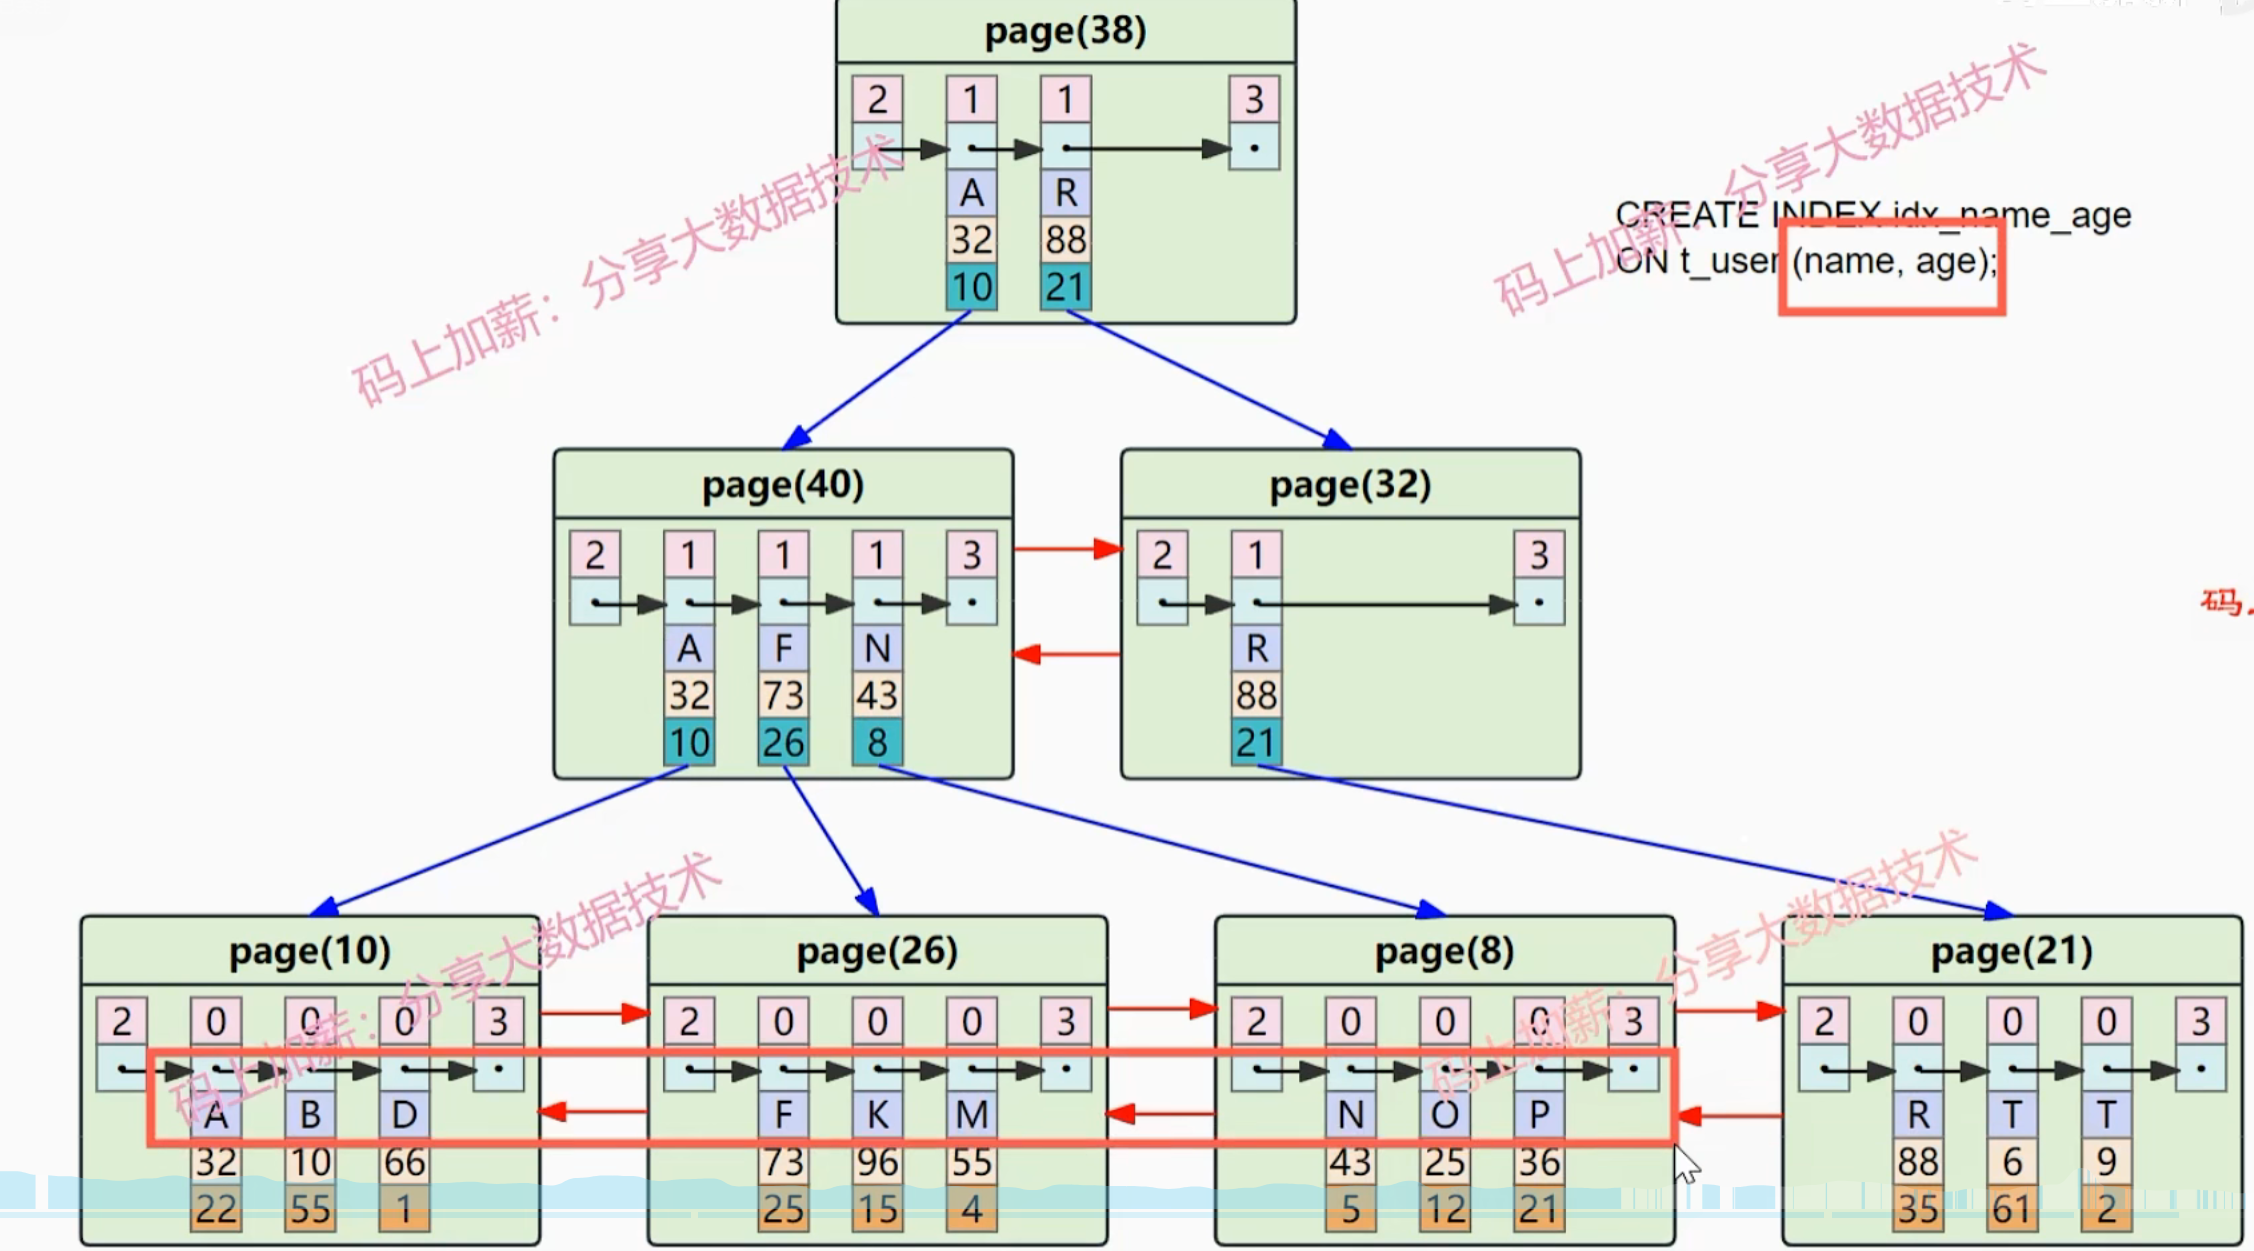 page(38)
2 1 1 3
A R
32 88
10 21
CREATE INDEX idx_name_age
ON t_user (name, age);
码上加薪：分享大数据技术
码上加薪：分享大数据技术
page(40)
2 1 1 1 3
A F N
32 73 43
10 26 8
page(32)
2 1 3
R
88
21
码
page(10)
2 0 0 0 3
A B D
32 10 66
22 55 1
page(26)
2 0 0 0 3
F K M
73 96 55
25 15 4
page(8)
2 0 0 0 3
N O P
43 25 36
5 12 21
page(21)
2 0 0 0 3
R T T
88 6 9
35 61 2
码上加薪：分享大数据技术
码上加薪：分享大数据技术